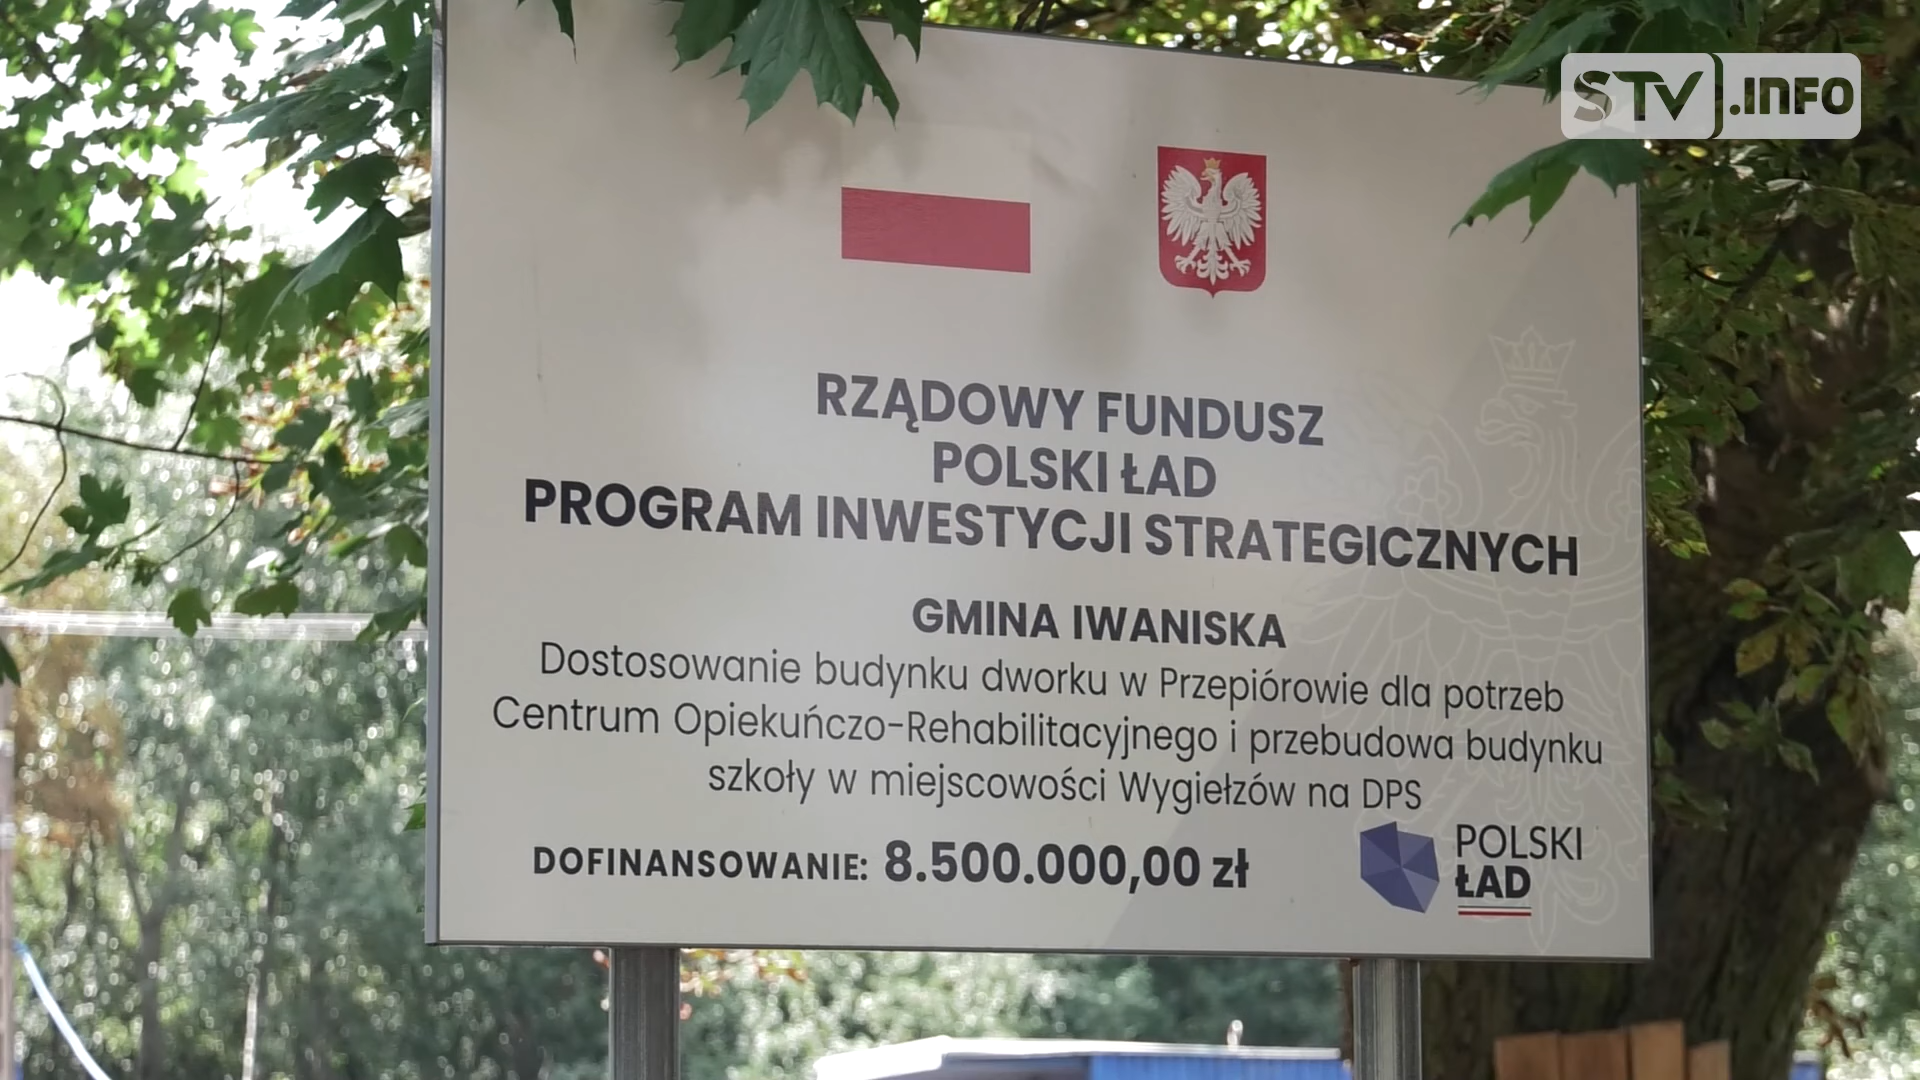 STV.INFO
RZĄDOWY FUNDUSZ
POLSKI ŁAD
PROGRAM INWESTYCJI STRATEGICZNYCH
GMINA IWANISKA
Dostosowanie budynku dworku w Przepiórowie dla potrzeb
Centrum Opiekuńczo-Rehabilitacyjnego i przebudowa budynku
szkoły w miejscowości Wygiełzów na DPS
DOFINANSOWANIE: 8.500.000,00 zł
POLSKI
ŁAD